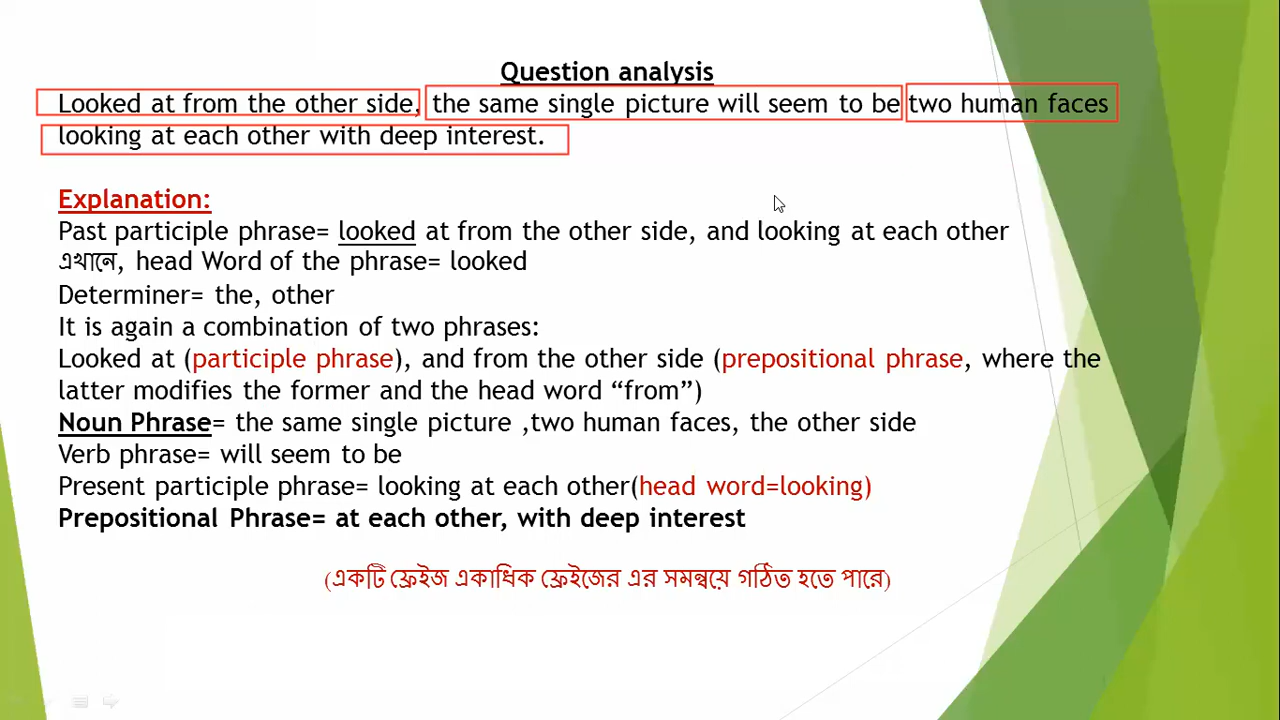 Question analysis
Looked at from the other side, the same single picture will seem to be two human faces
looking at each other with deep interest.
Explanation:
Past participle phrase= looked at from the other side, and looking at each other
এখানে, head Word of the phrase= looked
Determiner= the, other
It is again a combination of two phrases:
Looked at (participle phrase), and from the other side (prepositional phrase, where the
latter modifies the former and the head word “from”)
Noun Phrase= the same single picture ,two human faces, the other side
Verb phrase= will seem to be
Present participle phrase= looking at each other(head word=looking)
Prepositional Phrase= at each other, with deep interest
(একটি ফ্রেইজ একাধিক ফ্রেইজের এর সমন্বয়ে গঠিত হতে পারে)